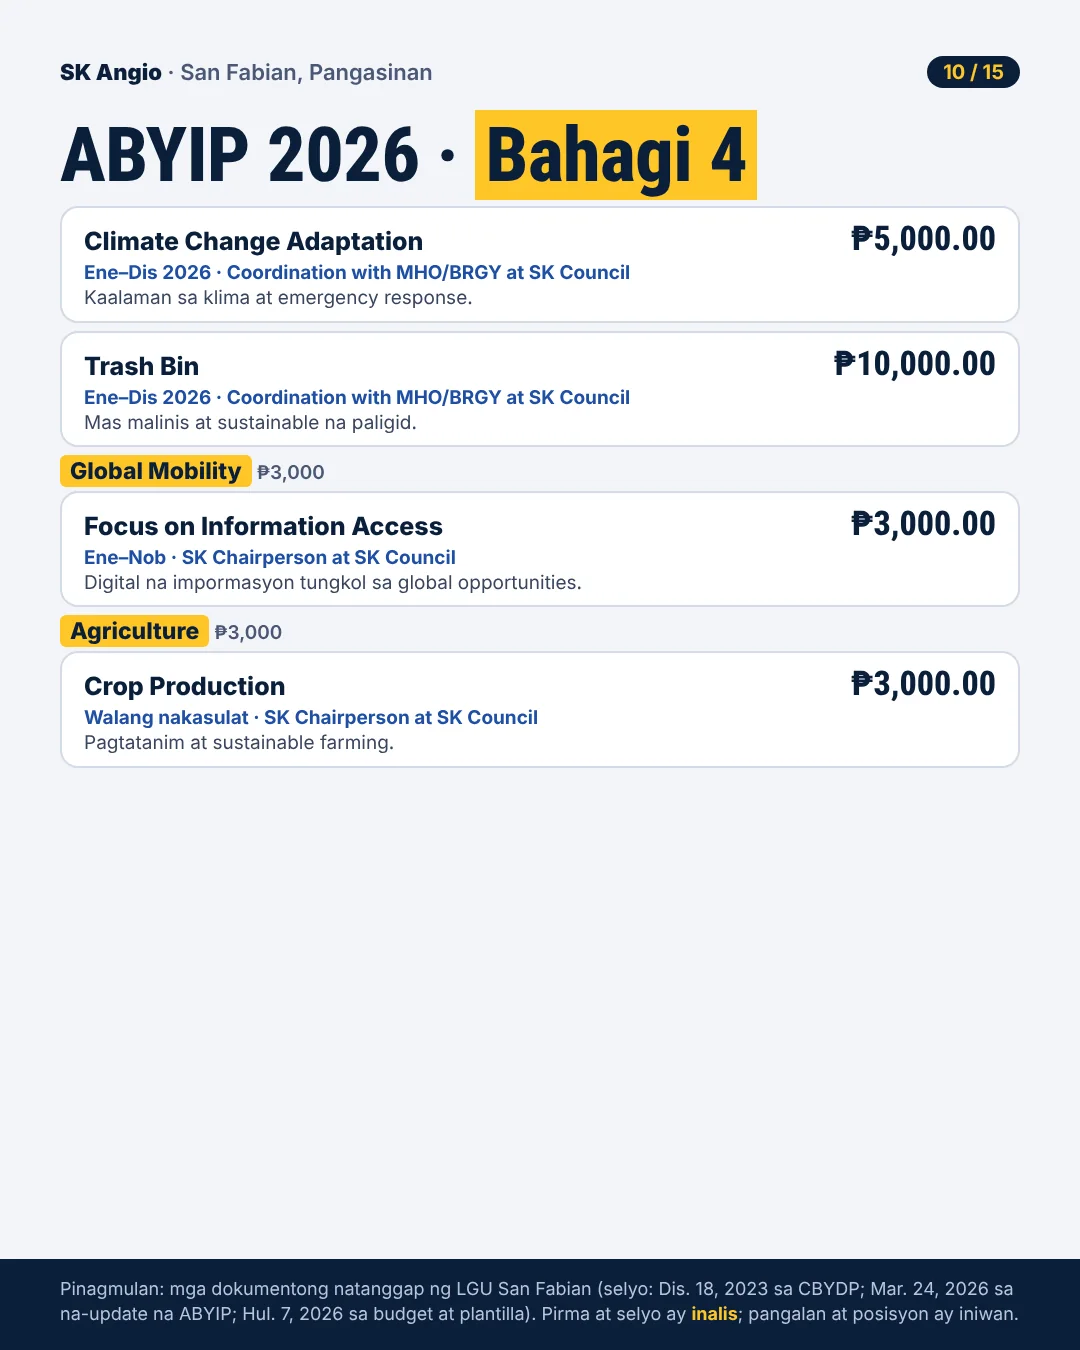 SK Angio · San Fabian, Pangasinan
10 / 15
ABYIP 2026 · Bahagi 4
Climate Change Adaptation
₱5,000.00
Ene–Dis 2026 · Coordination with MHO/BRGY at SK Council
Kaalaman sa klima at emergency response.
Trash Bin
₱10,000.00
Ene–Dis 2026 · Coordination with MHO/BRGY at SK Council
Mas malinis at sustainable na paligid.
Global Mobility ₱3,000
Focus on Information Access
₱3,000.00
Ene–Nob · SK Chairperson at SK Council
Digital na impormasyon tungkol sa global opportunities.
Agriculture ₱3,000
Crop Production
₱3,000.00
Walang nakasulat · SK Chairperson at SK Council
Pagtatanim at sustainable farming.
Pinagmulan: mga dokumentong natanggap ng LGU San Fabian (selyo: Dis. 18, 2023 sa CBYDP; Mar. 24, 2026 sa
na-update na ABYIP; Hul. 7, 2026 sa budget at plantilla). Pirma at selyo ay inalis; pangalan at posisyon ay iniwan.